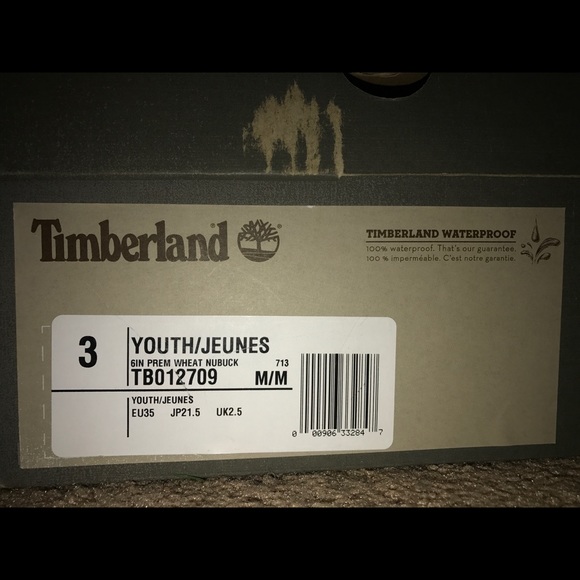 Timberland
TIMBERLAND WATERPROOF
100% waterproof. That's our guarantee.
100 % imperméable. C'est notre garantie.
3
YOUTH/JEUNES
6IN PREM WHEAT NUBUCK 713
TB012709 M/M
YOUTH/JEUNES
EU35 JP21.5 UK2.5
0 00906 33284 7